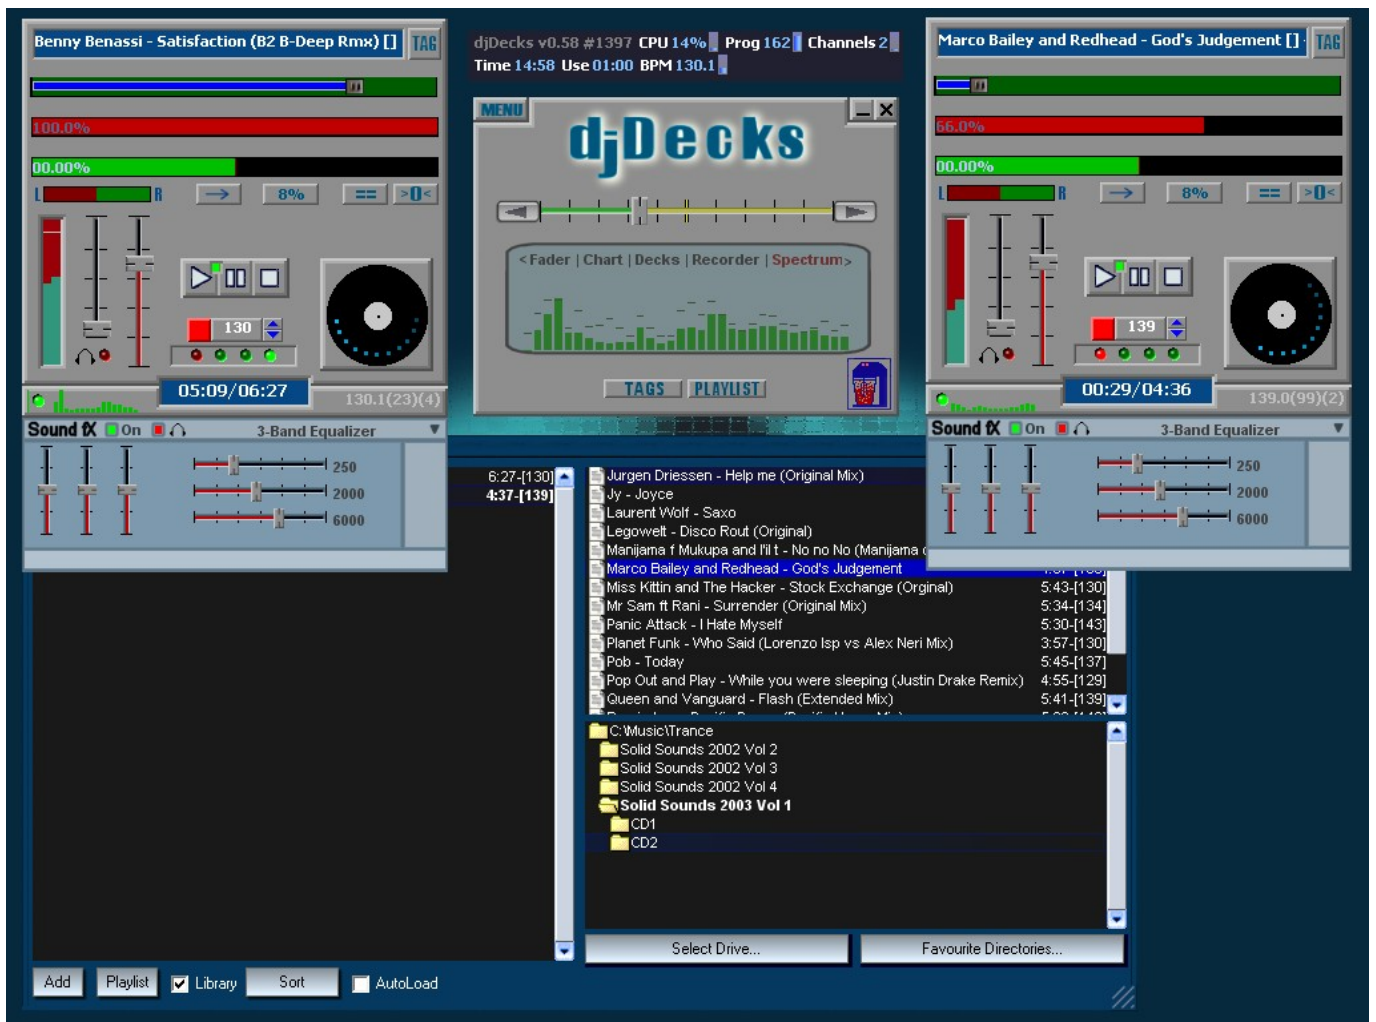 Benny Benassi - Satisfaction (B2 B-Deep Rmx) []
TAG
100.0%
00.00%
L
R
8%
==
>0<
130
05:09/06:27
130.1(23)(4)
Sound fX On
3-Band Equalizer
250
2000
6000
djDecks v0.58 #1397 CPU 14% Prog 162 Channels 2
Time 14:58 Use 01:00 BPM 130.1
MENU
djDecks
<Fader | Chart | Decks | Recorder | Spectrum>
TAGS
PLAYLIST
Marco Bailey and Redhead - God's Judgement [] -
TAG
66.0%
00.00%
L
R
8%
==
>0<
139
00:29/04:36
139.0(99)(2)
Sound fX On
3-Band Equalizer
250
2000
6000
6:27-[130]
4:37-[139]
Jurgen Driessen - Help me (Original Mix)
Jy - Joyce
Laurent Wolf - Saxo
Legowelt - Disco Rout (Original)
Manijama f Mukupa and l'il t - No no No (Manijama
Marco Bailey and Redhead - God's Judgement
Miss Kittin and The Hacker - Stock Exchange (Orginal) 5:43-[130]
Mr Sam ft Rani - Surrender (Original Mix) 5:34-[134]
Panic Attack - I Hate Myself 5:30-[143]
Planet Funk - Who Said (Lorenzo lsp vs Alex Neri Mix) 3:57-[130]
Pob - Today 5:45-[137]
Pop Out and Play - While you were sleeping (Justin Drake Remix) 4:55-[129]
Queen and Vanguard - Flash (Extended Mix) 5:41-[139]
C:\Music\Trance
Solid Sounds 2002 Vol 2
Solid Sounds 2002 Vol 3
Solid Sounds 2002 Vol 4
Solid Sounds 2003 Vol 1
CD1
CD2
Select Drive...
Favourite Directories...
Add
Playlist
Library
Sort
AutoLoad